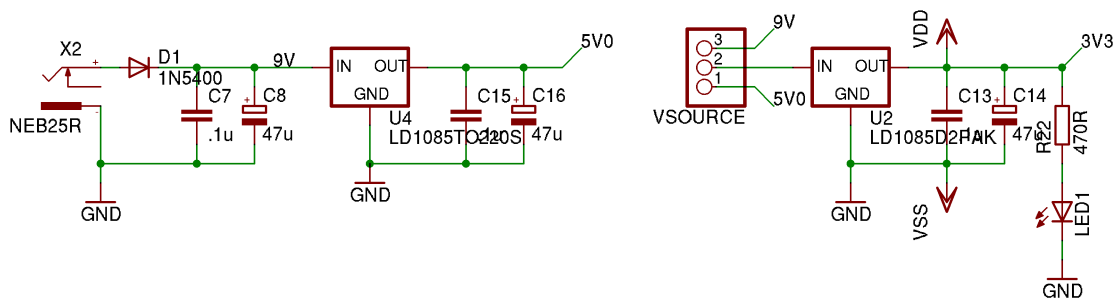 X2
+
-
NEB25R
D1
1N5400
9V
C7
.1u
+
C8
47u
GND
IN
OUT
GND
U4
LD1085TO220S
GND
5V0
C15
.1u
+
C16
47u
VSOURCE
3
2
1
9V
5V0
IN
OUT
GND
U2
LD1085D2PAK
GND
VDD
VSS
C13
.1u
+
C14
47u
3V3
R22
470R
LED1
GND